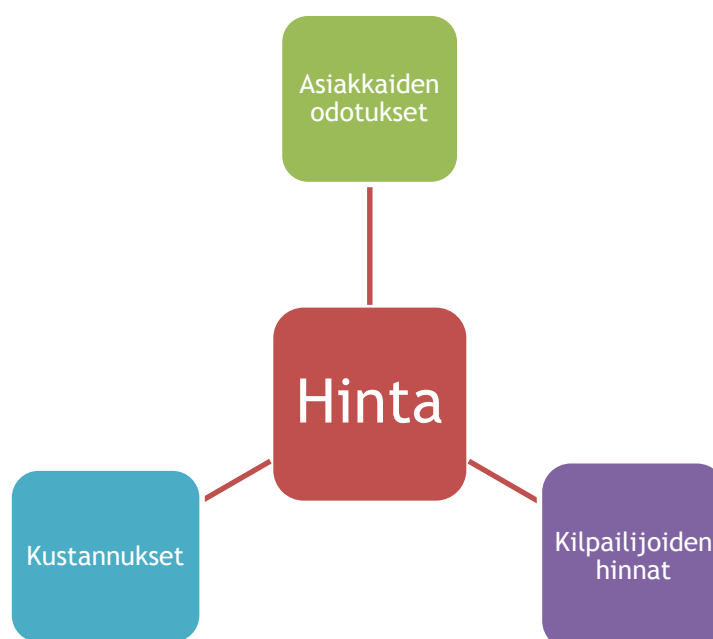 Asiakkaiden
odotukset
Hinta
Kustannukset
Kilpailijoiden
hinnat